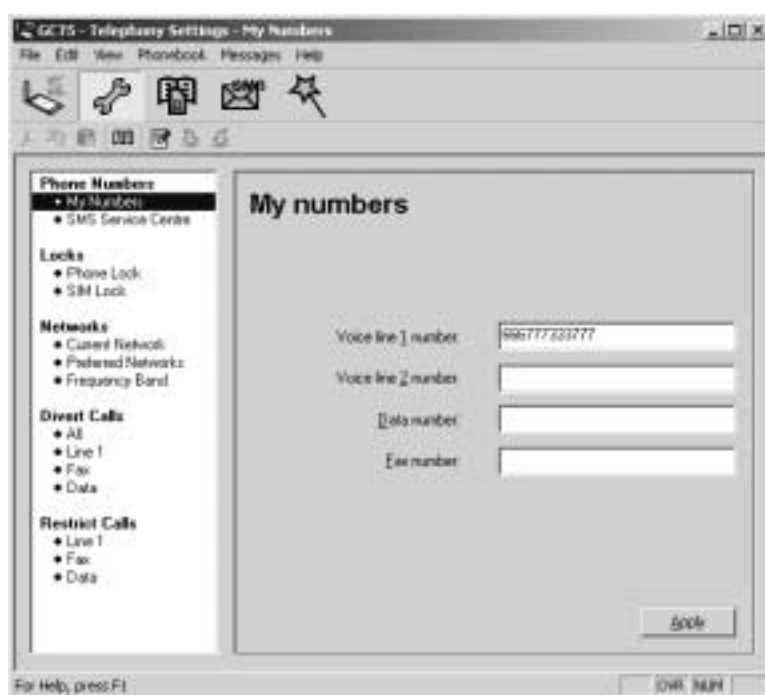 GCTS - Telephony Settings - My Numbers
File Edit View Phonebook Messages Help
SMS
Phone Numbers
My Numbers
SMS Service Centre
Locks
Phone Lock
SIM Lock
Networks
Current Network
Preferred Networks
Frequency Band
Divert Calls
All
Line 1
Fax
Data
Restrict Calls
Line 1
Fax
Data
My numbers
Voice line 1 number
Voice line 2 number
Data number
Fax number
Apply
For Help, press F1
OVR NUM